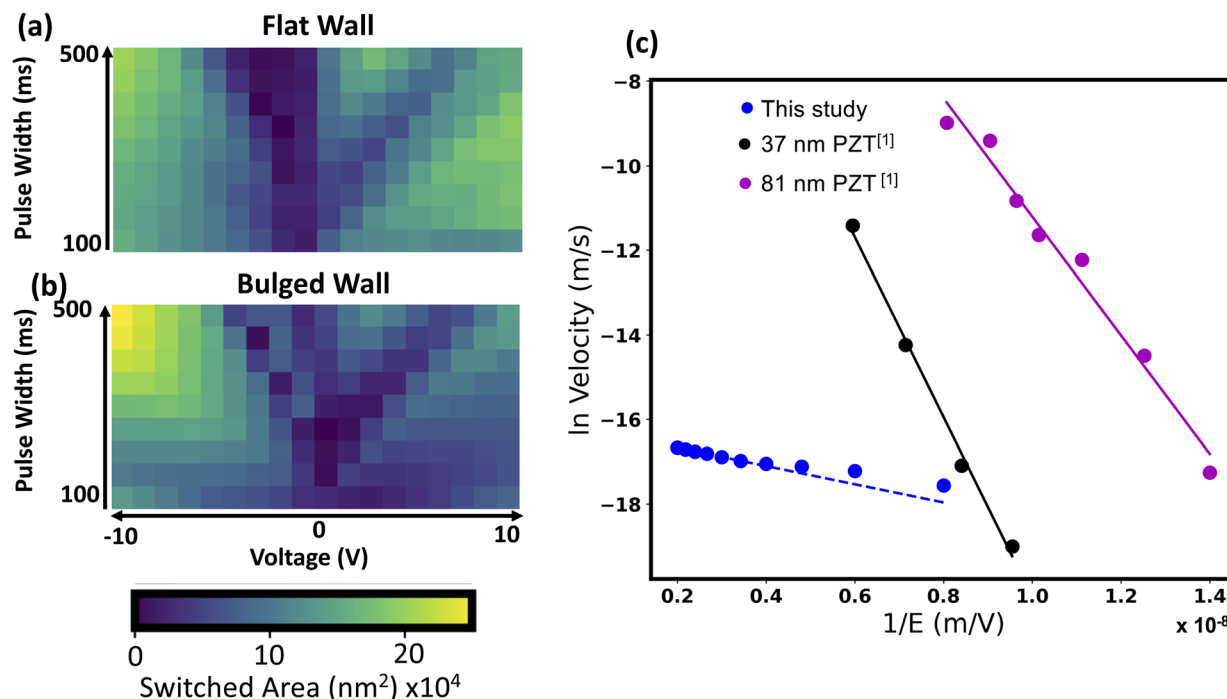 (a)
Flat Wall
500
Pulse Width (ms)
100
(b)
Bulged Wall
500
Pulse Width (ms)
100
-10
0
10
Voltage (V)
0
10
20
Switched Area (nm²) x10⁴
(c)
This study
37 nm PZT[1]
81 nm PZT [1]
ln Velocity (m/s)
−8
−10
−12
−14
−16
−18
0.2
0.4
0.6
0.8
1.0
1.2
1.4
1/E (m/V)
x 10⁻⁸